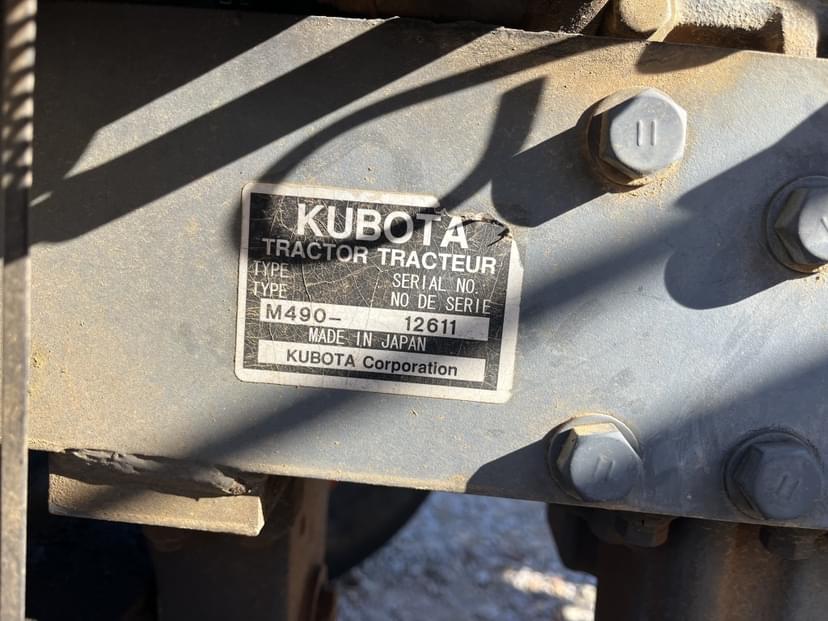 KUBOTA
TRACTOR TRACTEUR
TYPE SERIAL NO.
TYPE NO DE SERIE
M490- 12611
MADE IN JAPAN
KUBOTA Corporation